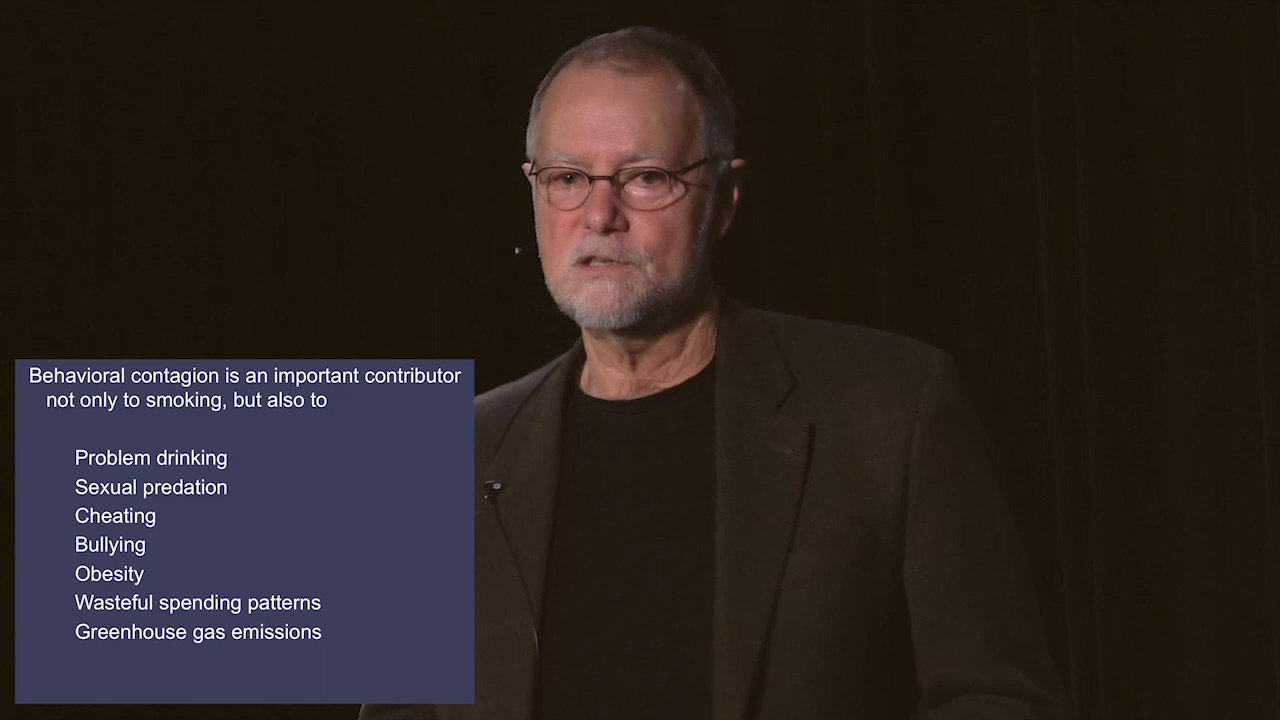 Behavioral contagion is an important contributor
not only to smoking, but also to
Problem drinking
Sexual predation
Cheating
Bullying
Obesity
Wasteful spending patterns
Greenhouse gas emissions